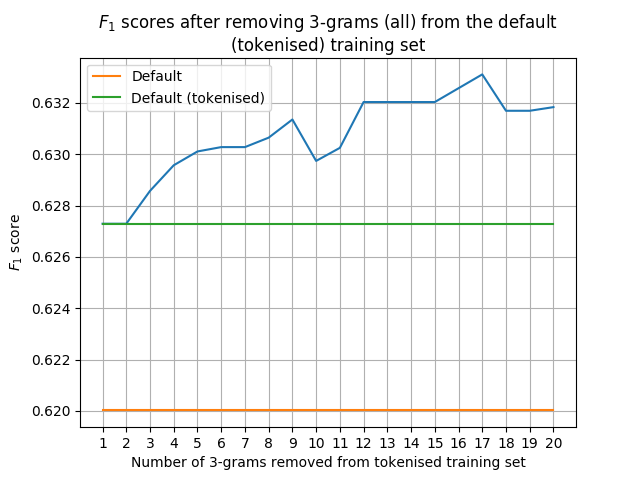 F1 scores after removing 3-grams (all) from the default
(tokenised) training set
Default
Default (tokenised)
0.632
0.630
0.628
0.626
0.624
0.622
0.620
F1 score
1 2 3 4 5 6 7 8 9 10 11 12 13 14 15 16 17 18 19 20
Number of 3-grams removed from tokenised training set